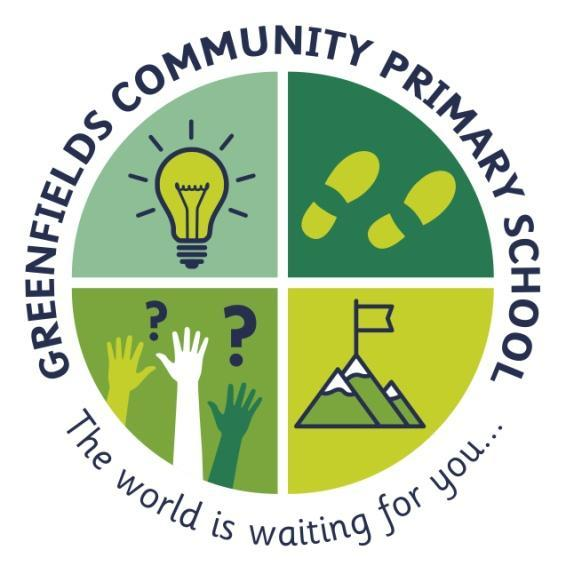 GREENFIELDS COMMUNITY PRIMARY SCHOOL
? ?
The world is waiting for you...